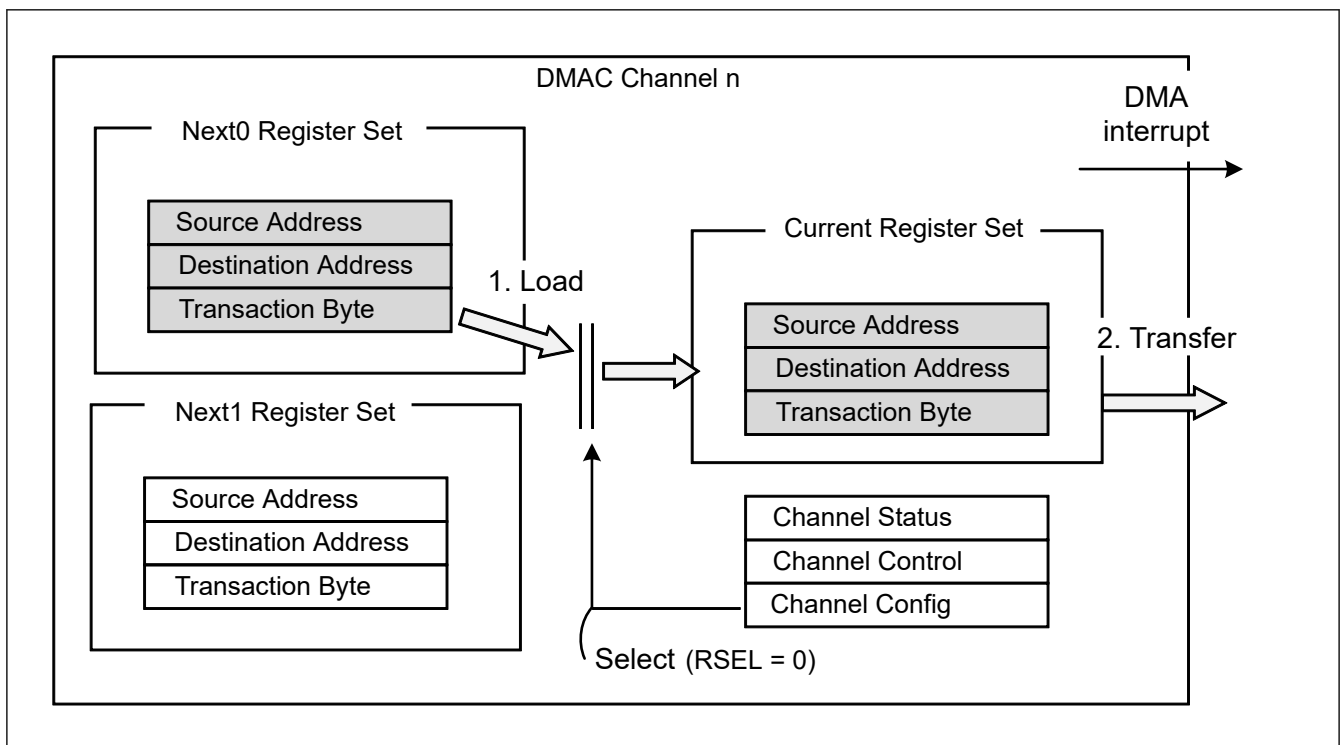 DMAC Channel n
DMA
interrupt
Next0 Register Set
Source Address
Destination Address
Transaction Byte
1. Load
Current Register Set
Source Address
Destination Address
Transaction Byte
2. Transfer
Next1 Register Set
Source Address
Destination Address
Transaction Byte
Channel Status
Channel Control
Channel Config
Select (RSEL = 0)